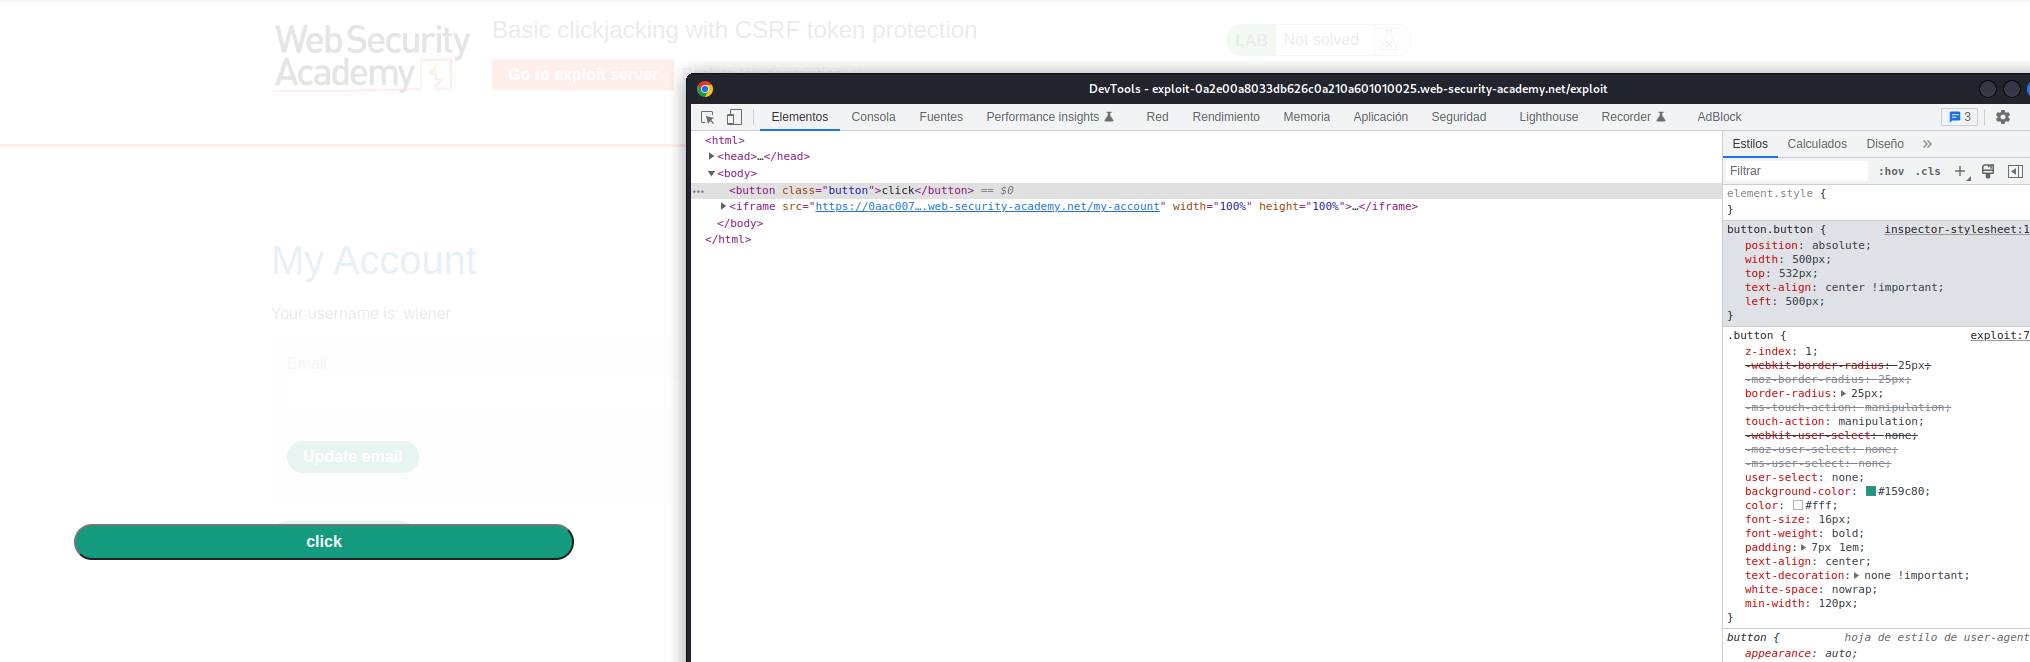 Web Security
Academy
Basic clickjacking with CSRF token protection
Go to exploit server
LAB Not solved
DevTools - exploit-0a2e00a8033db626c0a210a601010025.web-security-academy.net/exploit
Elementos Consola Fuentes Performance insights Red Rendimiento Memoria Aplicación Seguridad Lighthouse Recorder AdBlock 3
<html>
<head>…</head>
<body>
... <button class="button">click</button> == $0
<iframe src="https://0aac007….web-security-academy.net/my-account" width="100%" height="100%">…</iframe>
</body>
</html>
My Account
Your username is: wiener
Email
Update email
click
Estilos Calculados Diseño »
Filtrar :hov .cls +
element.style {
}
button.button { inspector-stylesheet:1
position: absolute;
width: 500px;
top: 532px;
text-align: center !important;
left: 500px;
}
.button { exploit:7
z-index: 1;
-webkit-border-radius: 25px;
-moz-border-radius: 25px;
border-radius: 25px;
-ms-touch-action: manipulation;
touch-action: manipulation;
-webkit-user-select: none;
-moz-user-select: none;
-ms-user-select: none;
user-select: none;
background-color: #159c80;
color: #fff;
font-size: 16px;
font-weight: bold;
padding: 7px 1em;
text-align: center;
text-decoration: none !important;
white-space: nowrap;
min-width: 120px;
}
button { hoja de estilo de user-agent
appearance: auto;